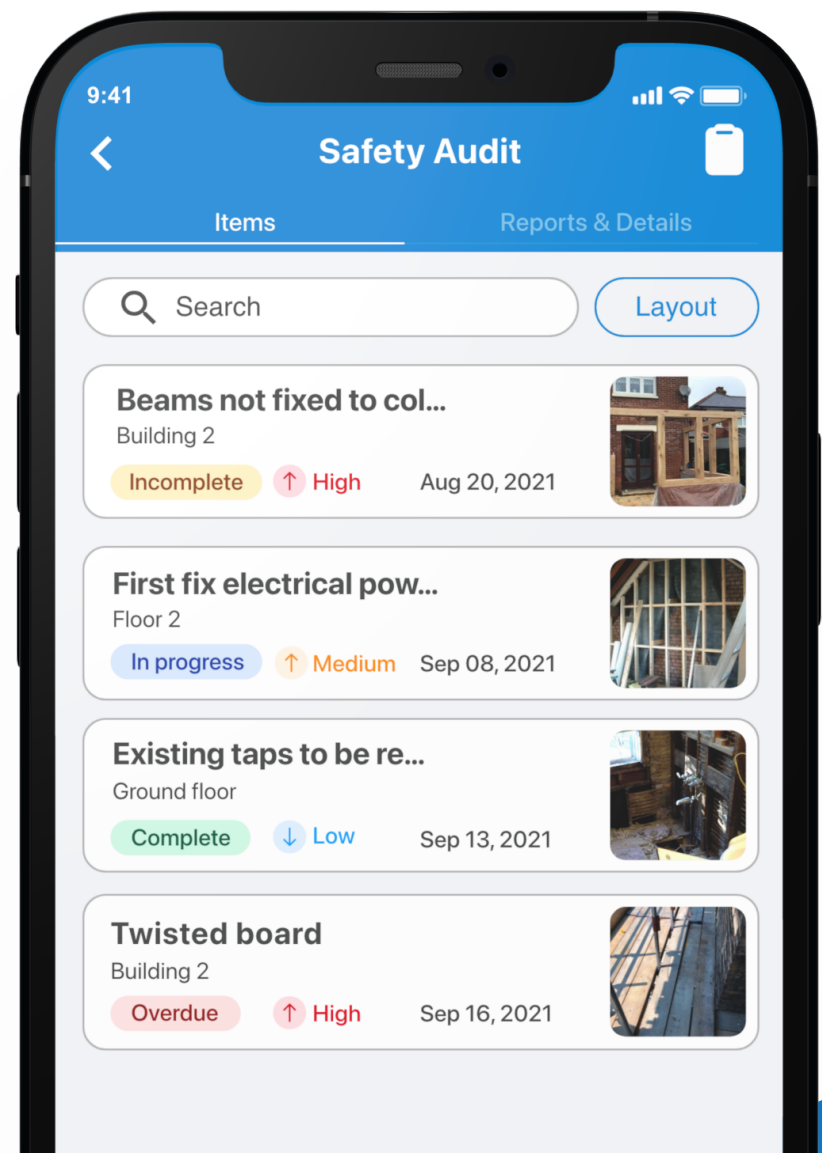 9:41
Safety Audit
Items
Reports & Details
Search
Layout
Beams not fixed to col...
Building 2
Incomplete High Aug 20, 2021
First fix electrical pow...
Floor 2
In progress Medium Sep 08, 2021
Existing taps to be re...
Ground floor
Complete Low Sep 13, 2021
Twisted board
Building 2
Overdue High Sep 16, 2021